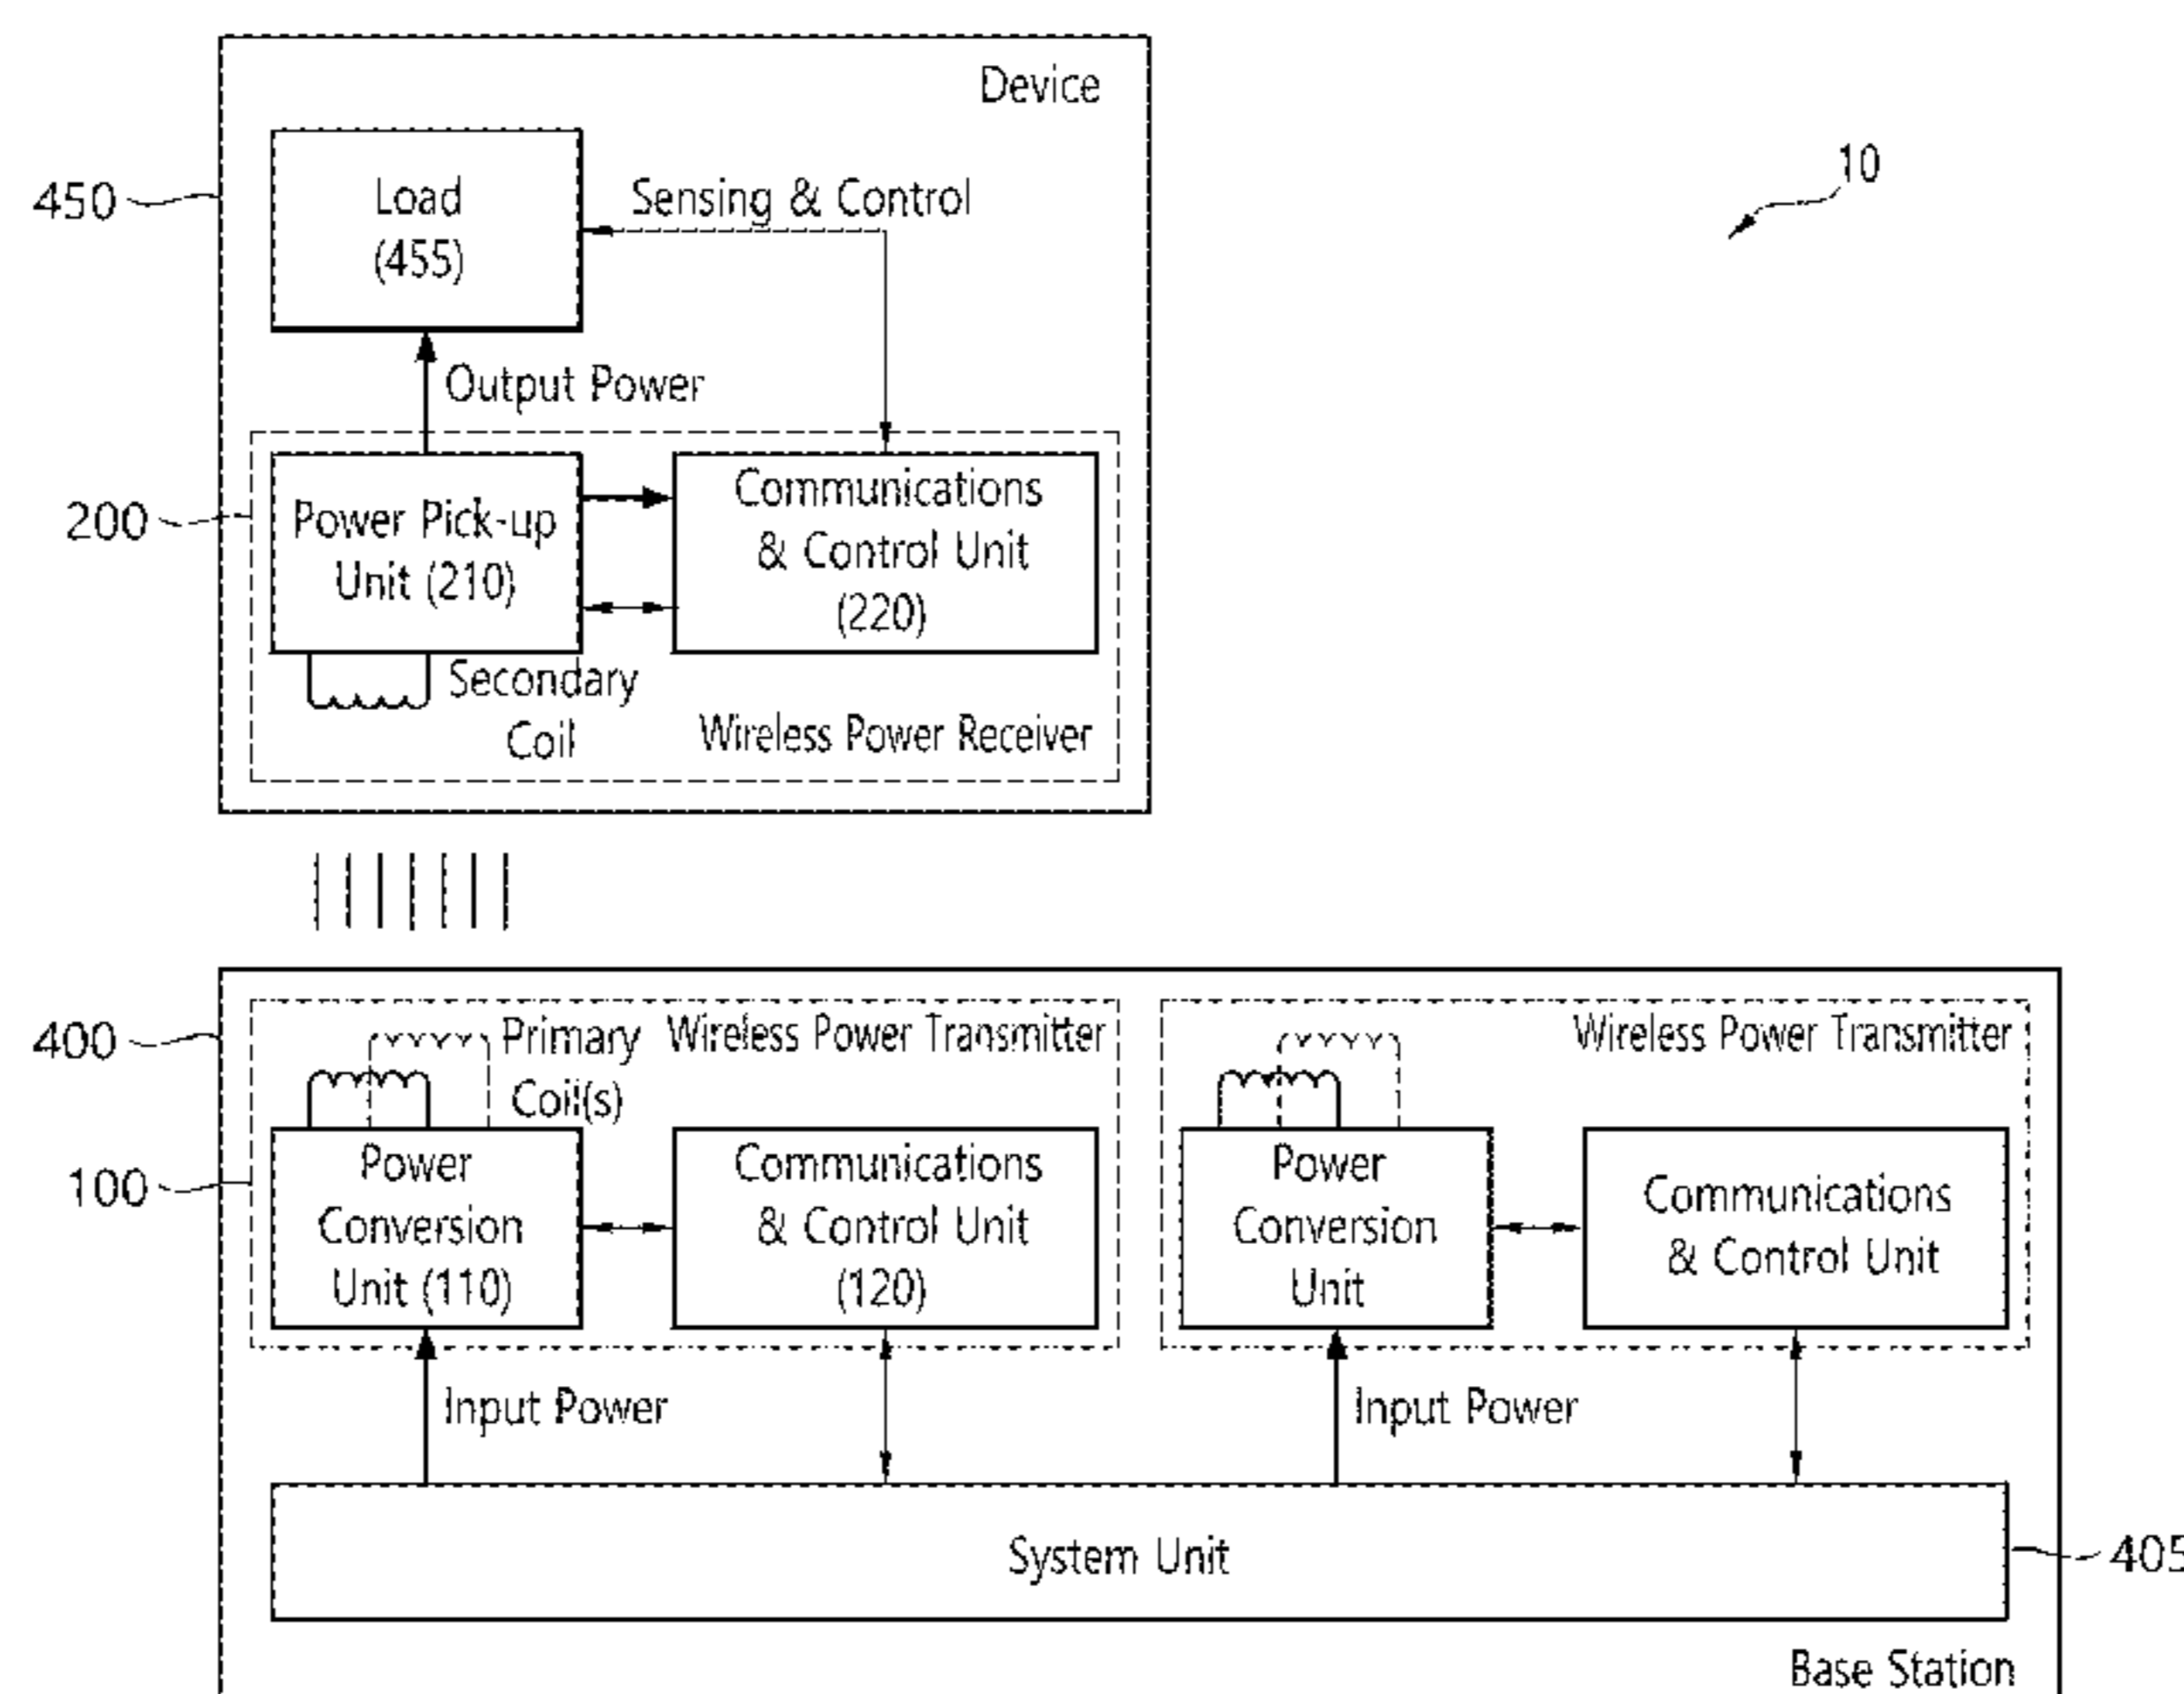 Device
10
450
Load
(455)
Sensing & Control
Output Power
200
Power Pick-up
Unit (210)
Communications
& Control Unit
(220)
Secondary
Coil
Wireless Power Receiver
400
Primary
Coil(s)
Wireless Power Transmitter
Wireless Power Transmitter
100
Power
Conversion
Unit (110)
Communications
& Control Unit
(120)
Power
Conversion
Unit
Communications
& Control Unit
Input Power
Input Power
System Unit
405
Base Station